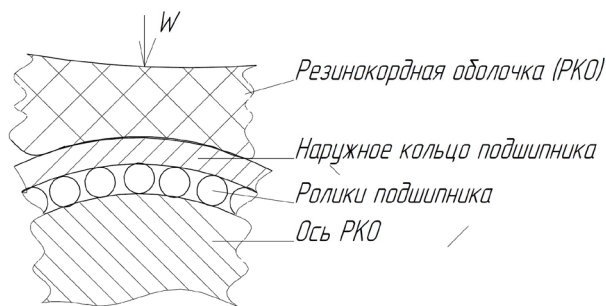 W
Резинокордная оболочка (РКО)
Наружное кольцо подшипника
Ролики подшипника
Ось РКО